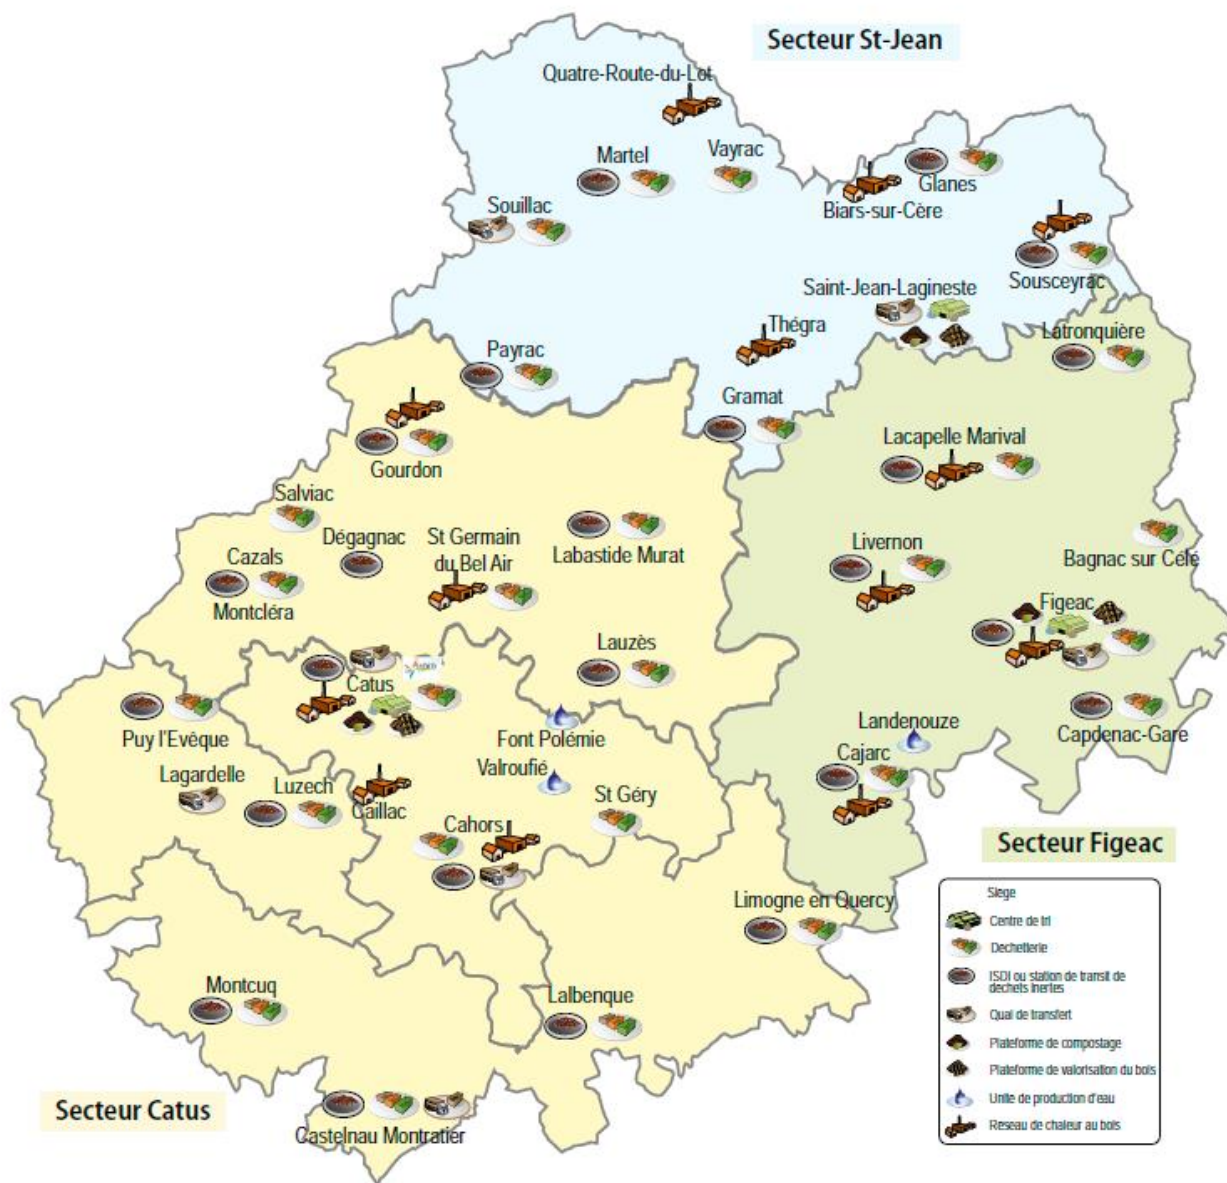 Secteur St-Jean
Quatre-Route-du-Lot
Martel
Vayrac
Glanes
Biars-sur-Cère
Souillac
Sousceyrac
Saint-Jean-Lagineste
Thégra
Latronquière
Payrac
Gramat
Gourdon
Lacapelle Marival
Salviac
Dégagnac
St Germain
du Bel Air
Labastide Murat
Livernon
Bagnac sur Célé
Cazals
Montcléra
Figeac
Lauzès
Catus
Puy l'Evêque
Font Polémie
Landenouze
Capdenac-Gare
Lagardelle
Luzech
Caillac
Valroufié
Cajarc
St Géry
Cahors
Secteur Figeac
Limogne en Quercy
Montcuq
Lalbenque
Secteur Catus
Castelnau Montratier
Siege
Centre de tri
Dechetterie
ISDI ou station de transit de
dechets inertes
Quai de transfert
Plateforme de compostage
Plateforme de valorisation du bois
Unite de production d'eau
Reseau de chaleur au bois